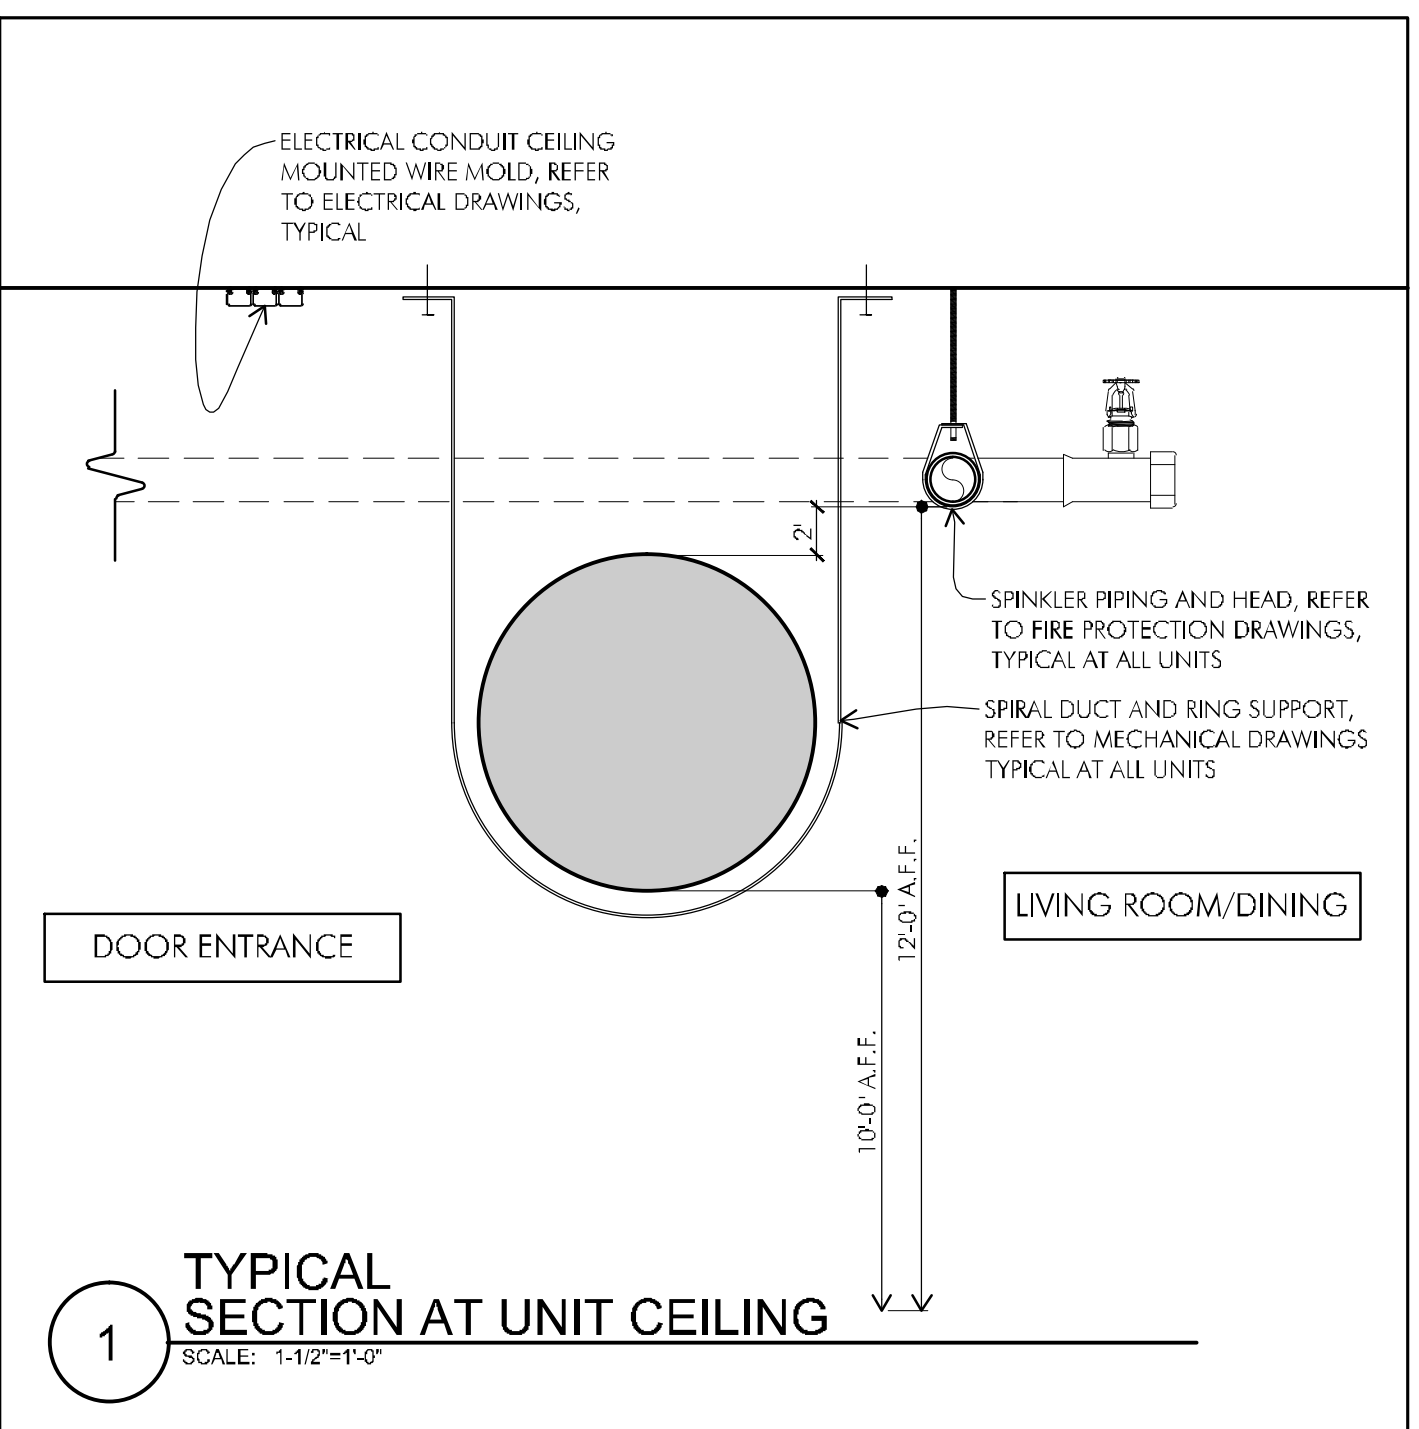 ELECTRICAL CONDUIT CEILING
MOUNTED WIRE MOLD, REFER
TO ELECTRICAL DRAWINGS,
TYPICAL
2'
SPINKLER PIPING AND HEAD, REFER
TO FIRE PROTECTION DRAWINGS,
TYPICAL AT ALL UNITS
SPIRAL DUCT AND RING SUPPORT,
REFER TO MECHANICAL DRAWINGS
TYPICAL AT ALL UNITS
12'-0' A.F.F.
LIVING ROOM/DINING
DOOR ENTRANCE
10'-0' A.F.F.
1
TYPICAL
SECTION AT UNIT CEILING
SCALE: 1-1/2"=1'-0"